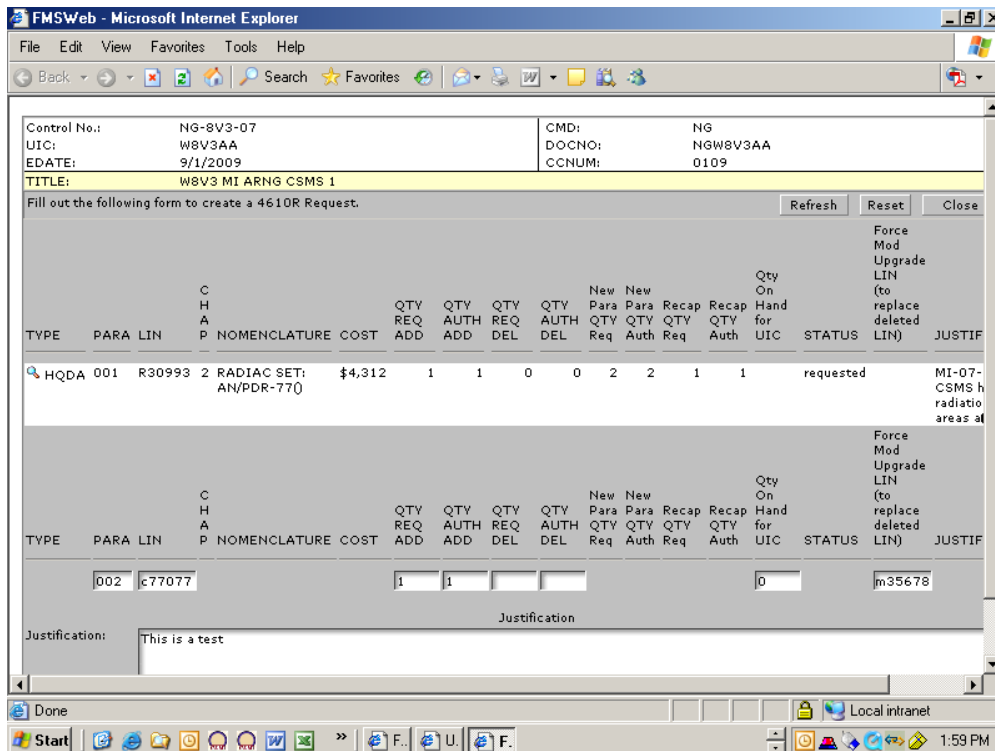 FMSWeb - Microsoft Internet Explorer
File Edit View Favorites Tools Help
Back Search Favorites
Control No.: NG-8V3-07 CMD: NG
UIC: W8V3AA DOCNO: NGW8V3AA
EDATE: 9/1/2009 CCNUM: 0109
TITLE: W8V3 MI ARNG CSMS 1
Fill out the following form to create a 4610R Request. Refresh Reset Close
Force
Mod
Upgrade
Qty LIN
C New New On (to
H QTY QTY QTY QTY Para Para Recap Recap Hand replace
A REQ AUTH REQ AUTH QTY QTY QTY QTY for deleted
TYPE PARA LIN P NOMENCLATURE COST ADD ADD DEL DEL Req Auth Req Auth UIC STATUS LIN) JUSTIF
HQDA 001 R30993 2 RADIAC SET: $4,312 1 1 0 0 2 2 1 1 requested MI-07-
AN/PDR-77() CSMS h
radiatio
areas a
Force
Mod
Upgrade
Qty LIN
C New New On (to
H QTY QTY QTY QTY Para Para Recap Recap Hand replace
A REQ AUTH REQ AUTH QTY QTY QTY QTY for deleted
TYPE PARA LIN P NOMENCLATURE COST ADD ADD DEL DEL Req Auth Req Auth UIC STATUS LIN) JUSTIF
002 c77077 1 1 0 m35678
Justification
Justification: This is a test
Done Local intranet
Start » F.. U. F. 1:59 PM